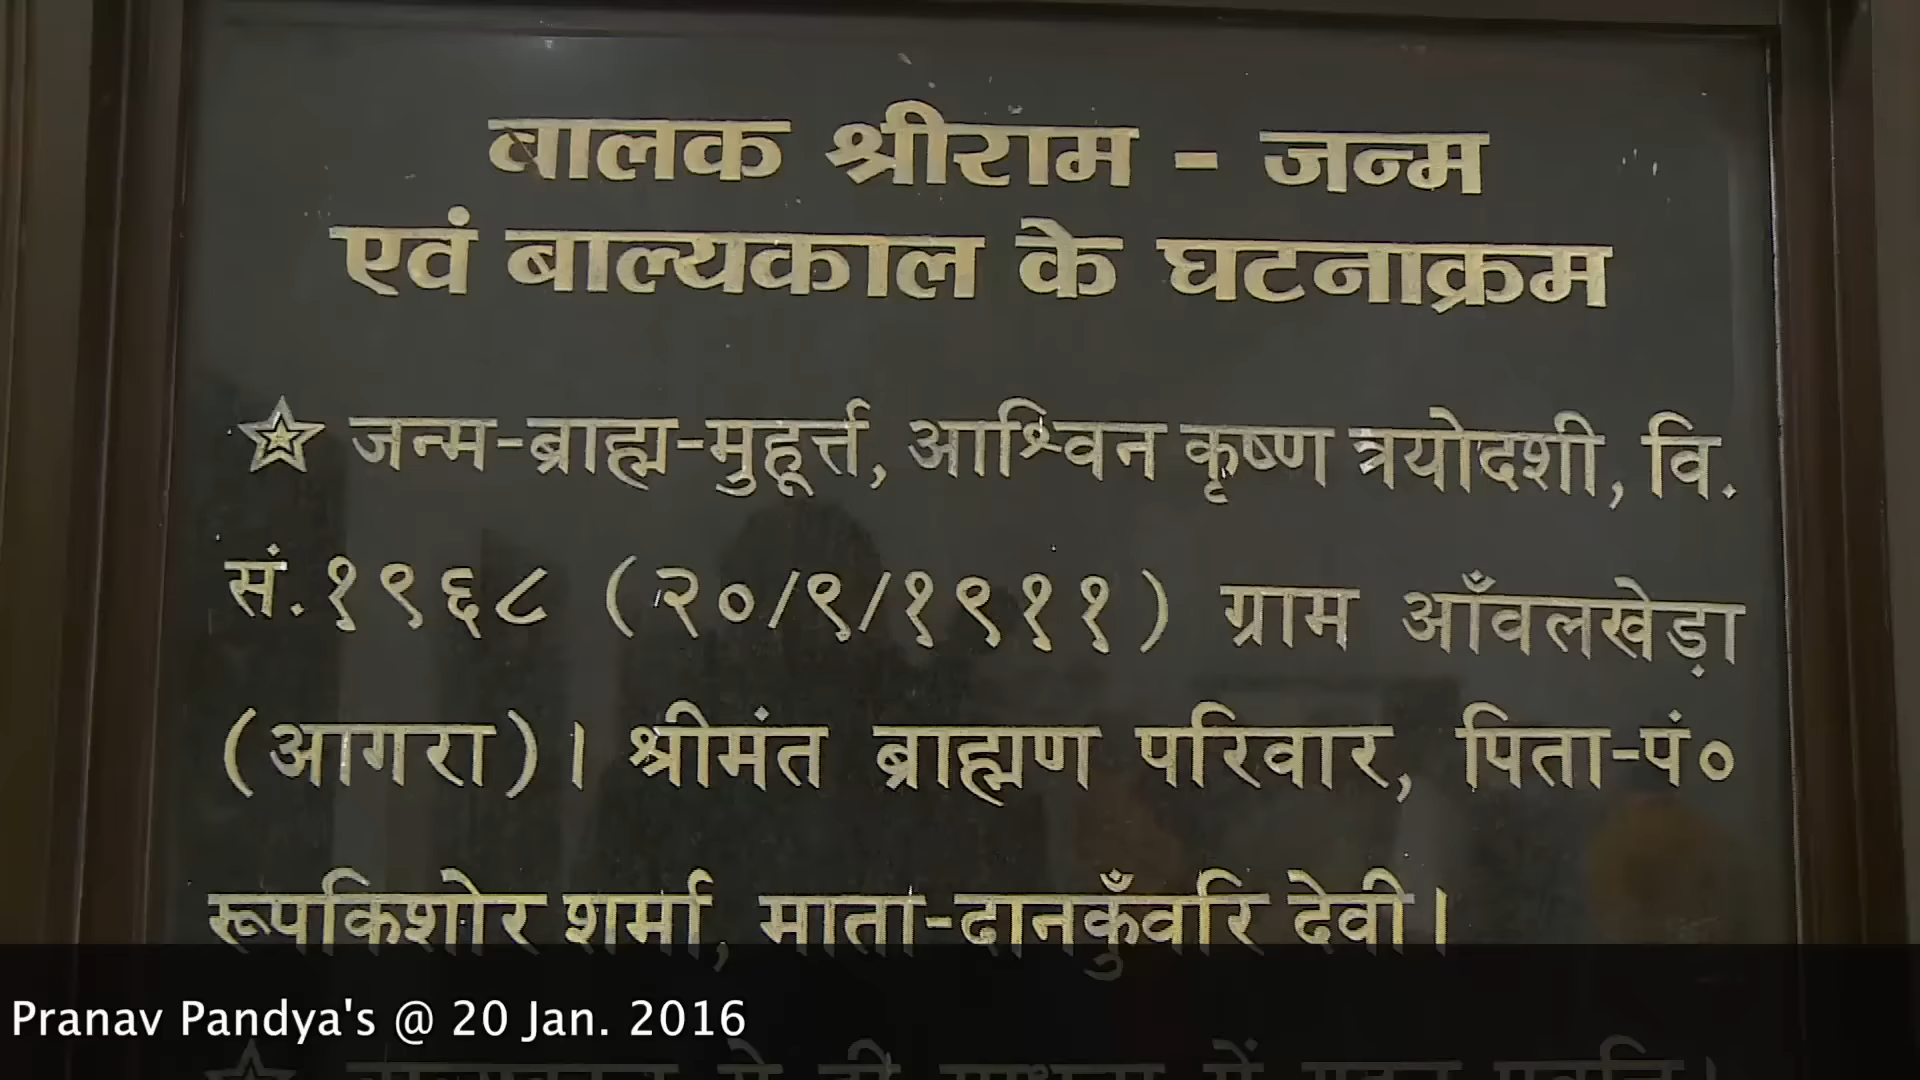 बालक श्रीराम - जन्म
एवं बाल्यकाल के घटनाक्रम
☆ जन्म-ब्राह्म-मुहूर्त्त, आश्विन कृष्ण त्रयोदशी, वि.
सं.१९६८ (२०/९/१९११) ग्राम आँवलखेड़ा
(आगरा)। श्रीमंत ब्राह्मण परिवार, पिता-पं०
रूपकिशोर शर्मा, माता-दानकुँवरि देवी।
Pranav Pandya's @ 20 Jan. 2016